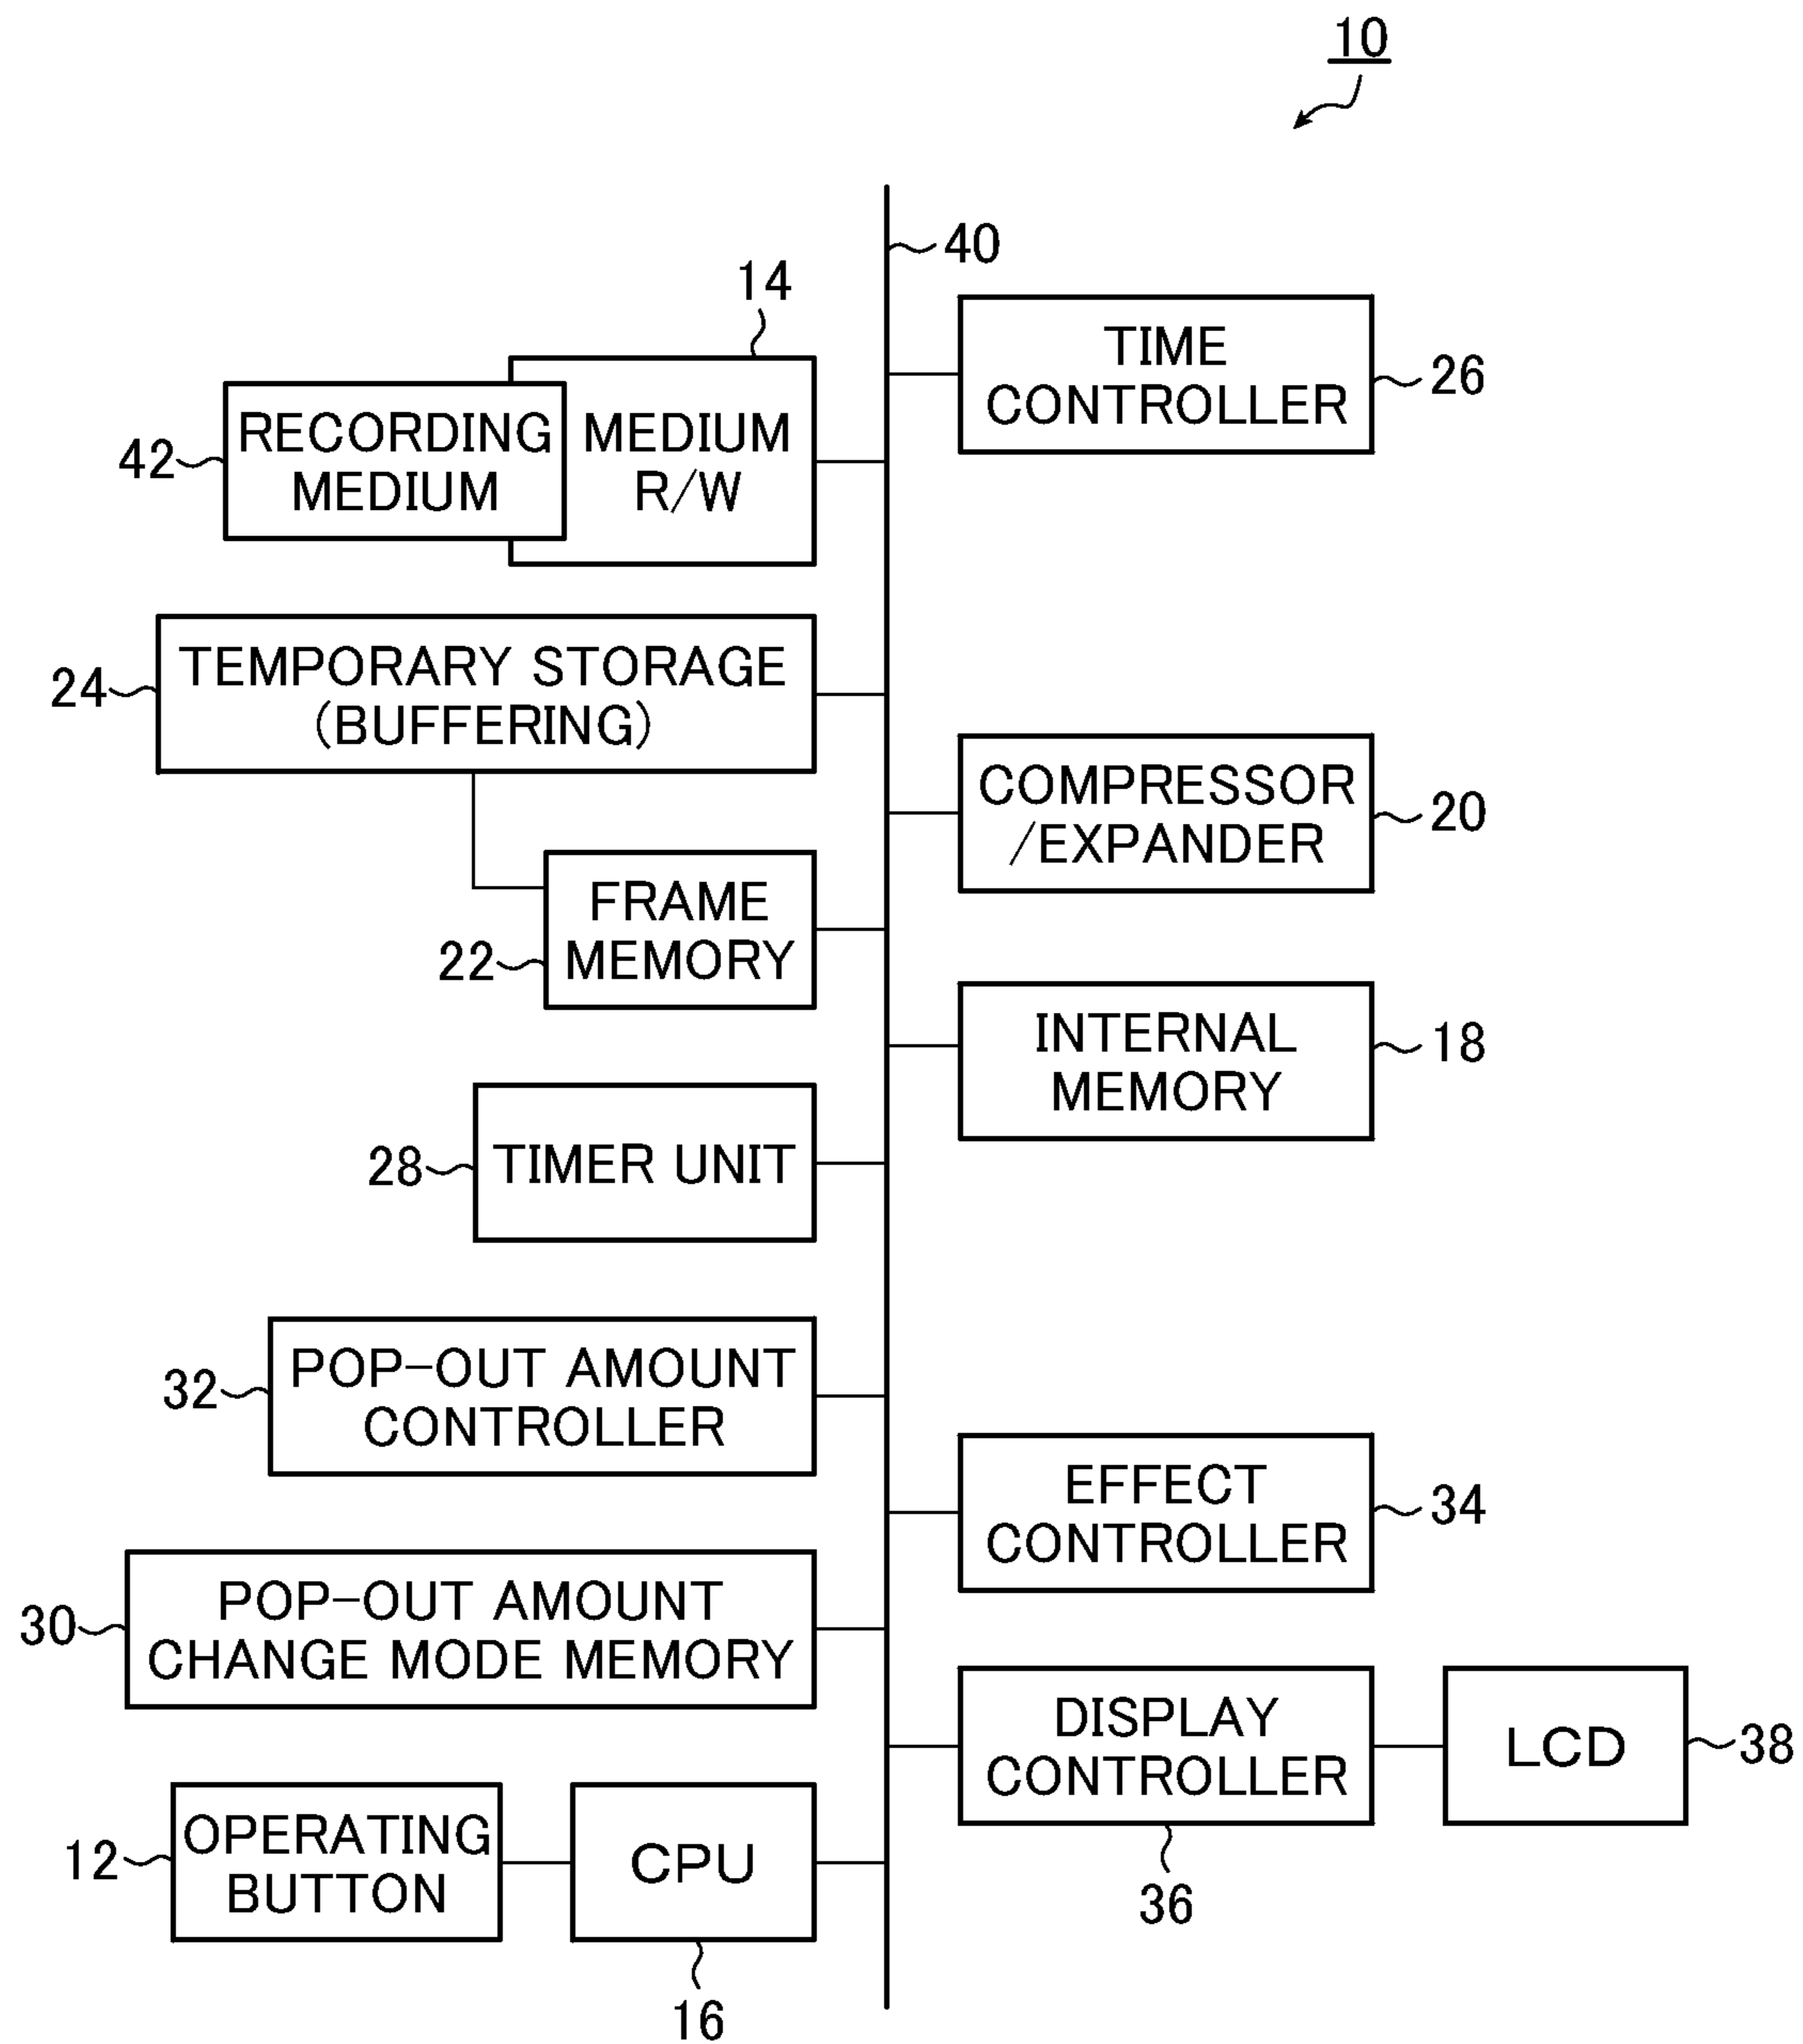 10
40
14
TIME
CONTROLLER
26
RECORDING
MEDIUM
42
MEDIUM
R/W
TEMPORARY STORAGE
(BUFFERING)
24
COMPRESSOR
/EXPANDER
20
FRAME
MEMORY
22
INTERNAL
MEMORY
18
TIMER UNIT
28
POP-OUT AMOUNT
CONTROLLER
32
EFFECT
CONTROLLER
34
POP-OUT AMOUNT
CHANGE MODE MEMORY
30
DISPLAY
CONTROLLER
36
LCD
38
OPERATING
BUTTON
12
CPU
16